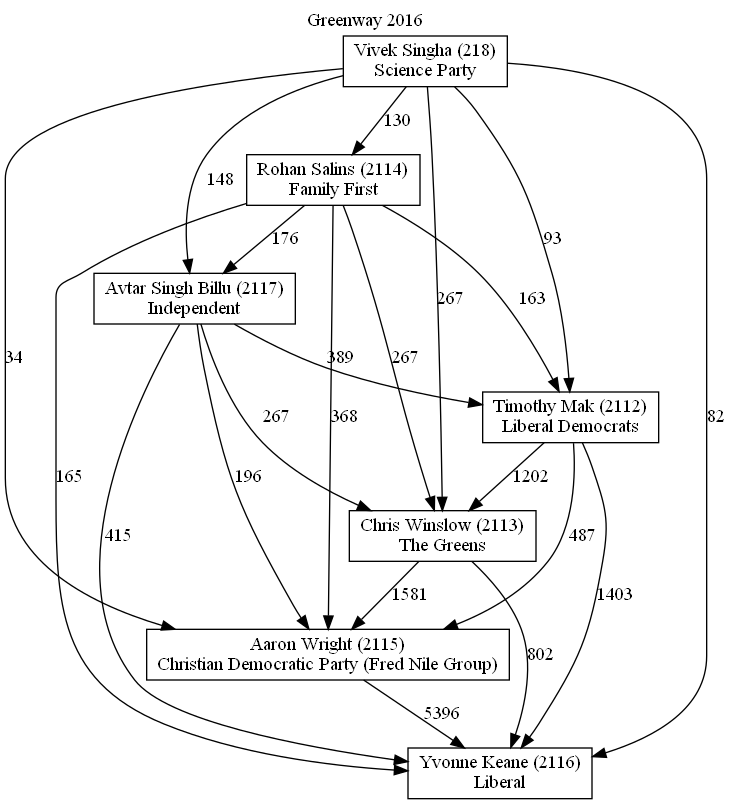 Greenway 2016
Vivek Singha (218)
Science Party
130
148
Rohan Salins (2114)
Family First
176
93
Avtar Singh Billu (2117)
Independent
267
163
34
389
267
Timothy Mak (2112)
Liberal Democrats
267
368
82
165
196
1202
Chris Winslow (2113)
The Greens
415
487
1581
1403
Aaron Wright (2115)
Christian Democratic Party (Fred Nile Group)
802
5396
Yvonne Keane (2116)
Liberal